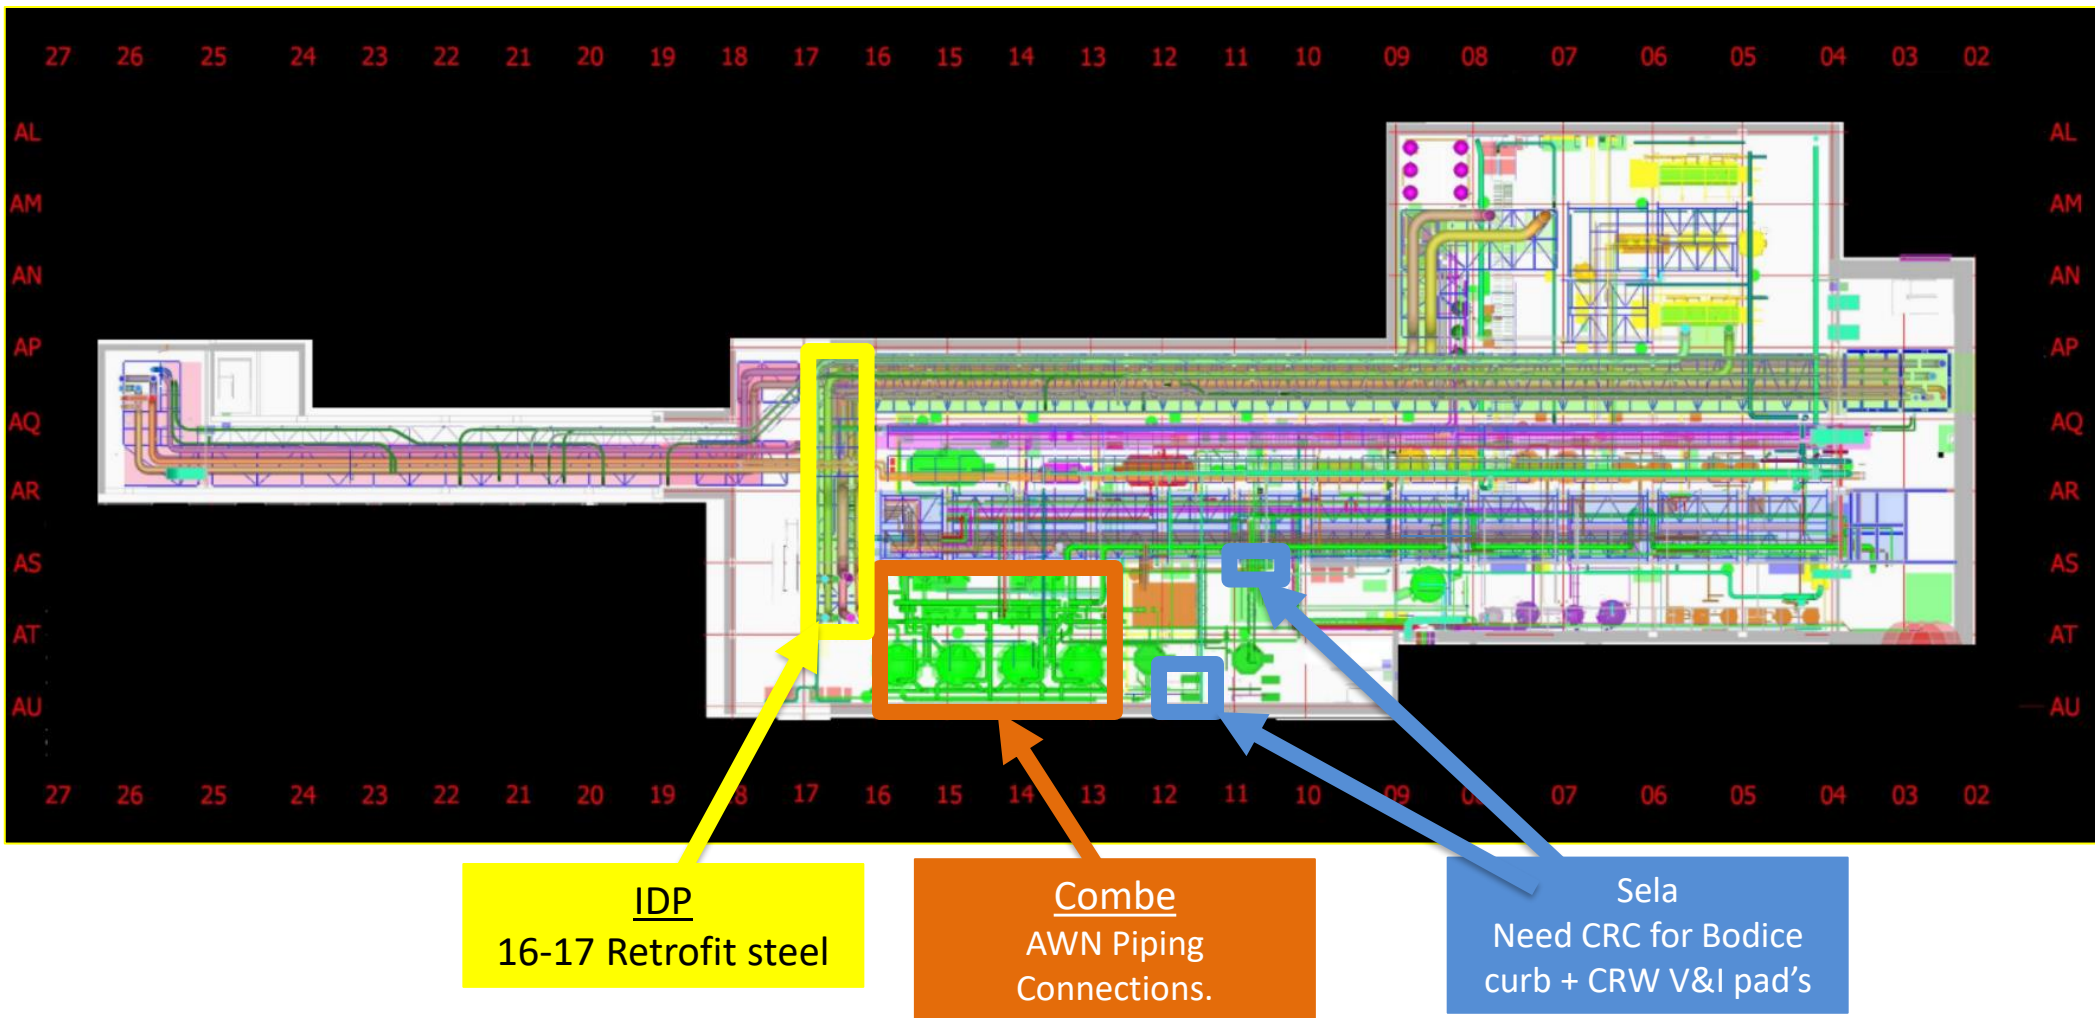 27 26 25 24 23 22 21 20 19 18 17 16 15 14 13 12 11 10 09 08 07 06 05 04 03 02
AL AL
AM AM
AN AN
AP AP
AQ AQ
AR AR
AS AS
AT AT
AU AU
27 26 25 24 23 22 21 20 19 18 17 16 15 14 13 12 11 10 09 08 07 06 05 04 03 02
IDP
16-17 Retrofit steel
Combe
AWN Piping
Connections.
Sela
Need CRC for Bodice
curb + CRW V&I pad's